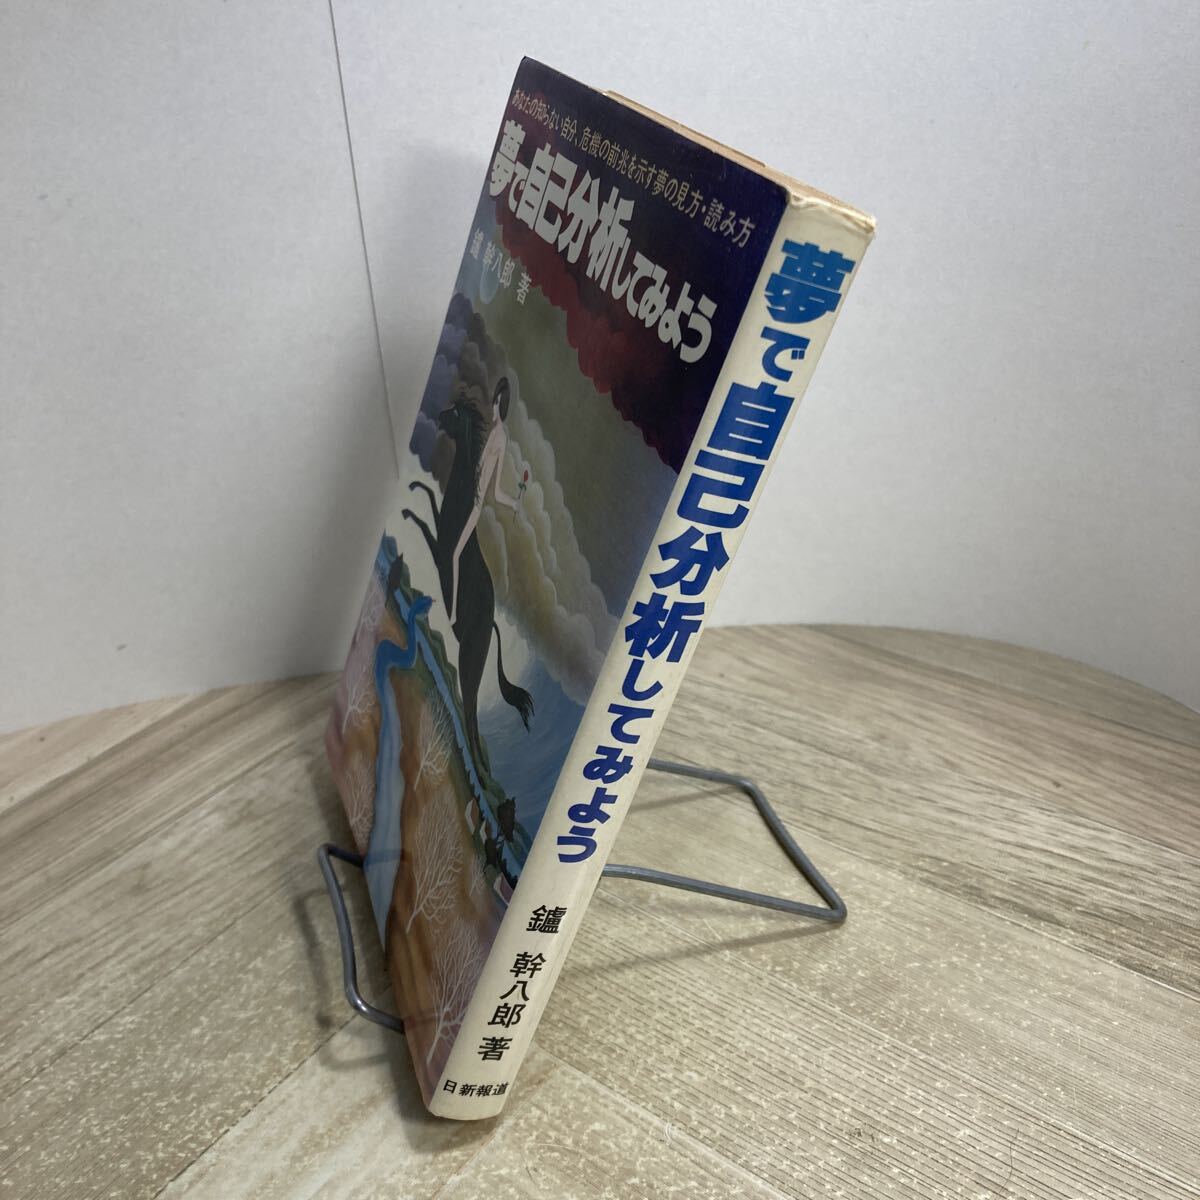 あなたの知らない自分、危機の前兆を示す夢の見方・読み方
夢で自己分析してみよう
鑪 幹八郎 著
夢で自己分析してみよう
鑪 幹八郎 著
日新報道